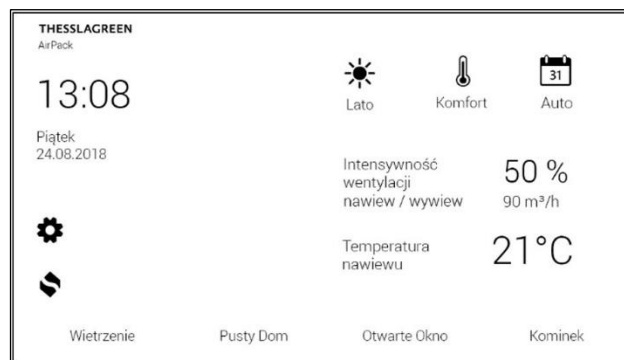 THESSLAGREEN
AirPack
13:08
Piątek
24.08.2018
31
Lato
Komfort
Auto
Intensywność
wentylacji
nawiew / wywiew
50 %
90 m³/h
Temperatura
nawiewu
21°C
Wietrzenie
Pusty Dom
Otwarte Okno
Kominek